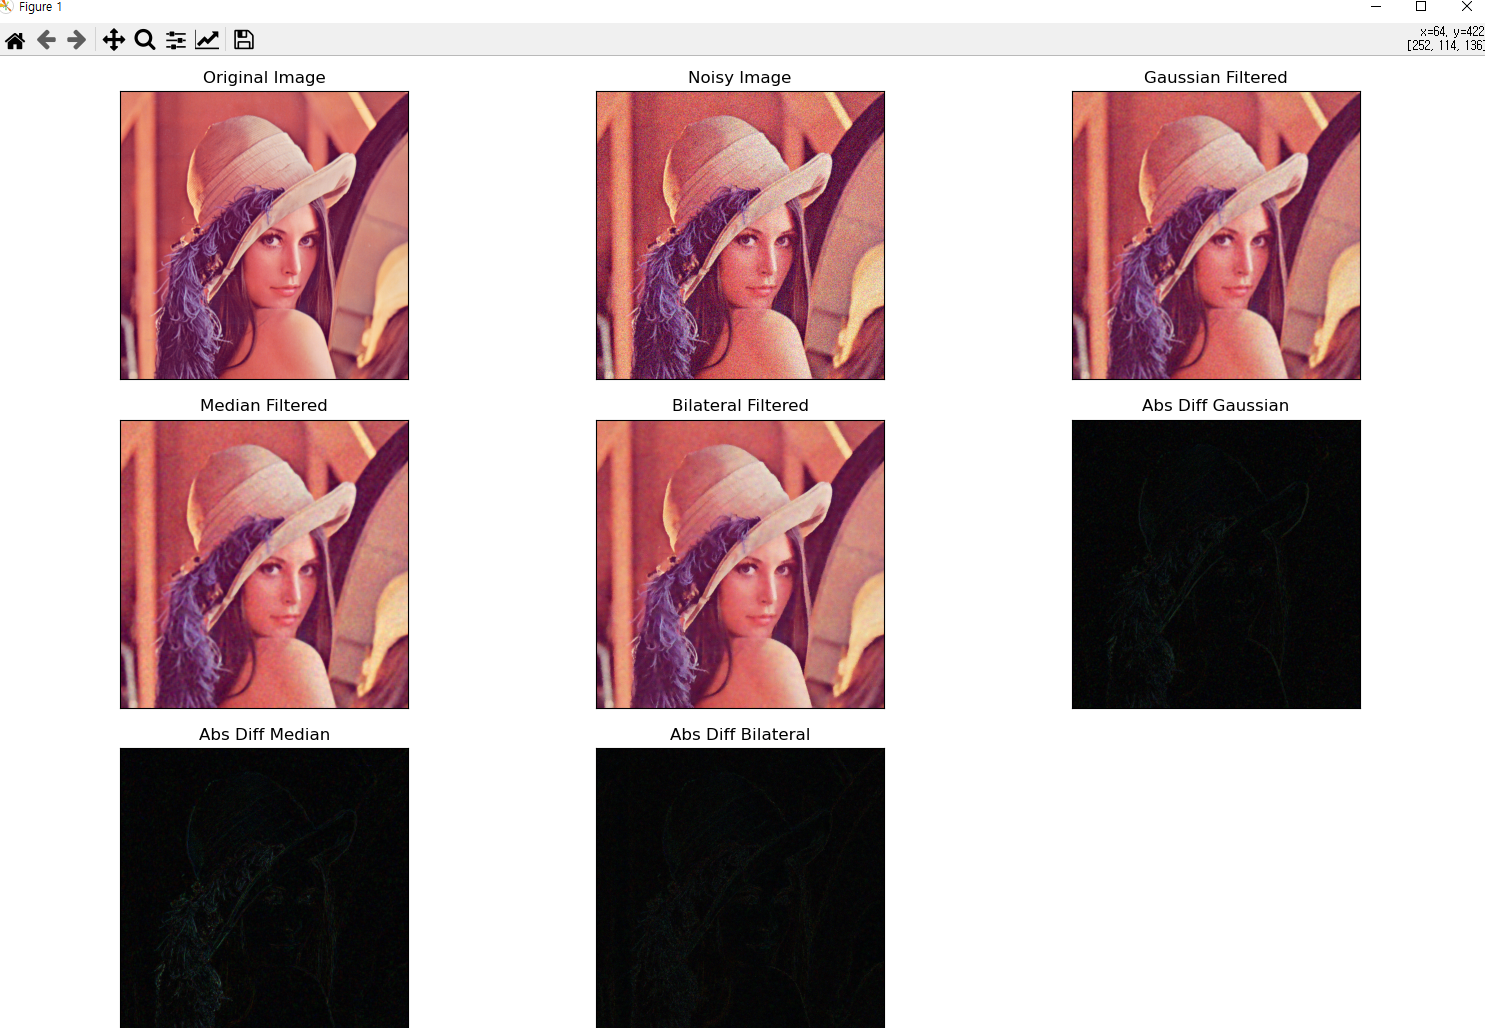 Figure 1
x=64, y=422
[252, 114, 136]
Original Image
Noisy Image
Gaussian Filtered
Median Filtered
Bilateral Filtered
Abs Diff Gaussian
Abs Diff Median
Abs Diff Bilateral